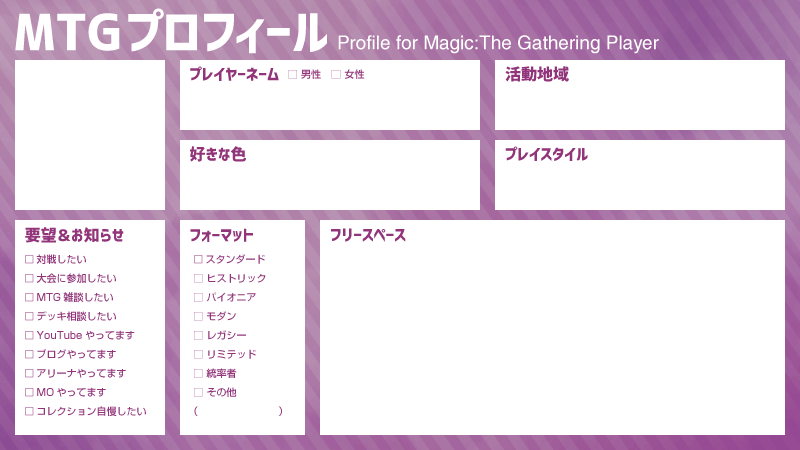 MTGプロフィール Profile for Magic:The Gathering Player
プレイヤーネーム □ 男性 □ 女性
活動地域
好きな色
プレイスタイル
要望＆お知らせ
□ 対戦したい
□ 大会に参加したい
□ MTG 雑談したい
□ デッキ相談したい
□ YouTube やってます
□ ブログやってます
□ アリーナやってます
□ MO やってます
□ コレクション自慢したい
フォーマット
□ スタンダード
□ ヒストリック
□ パイオニア
□ モダン
□ レガシー
□ リミテッド
□ 統率者
□ その他
(　　　　　　　)
フリースペース